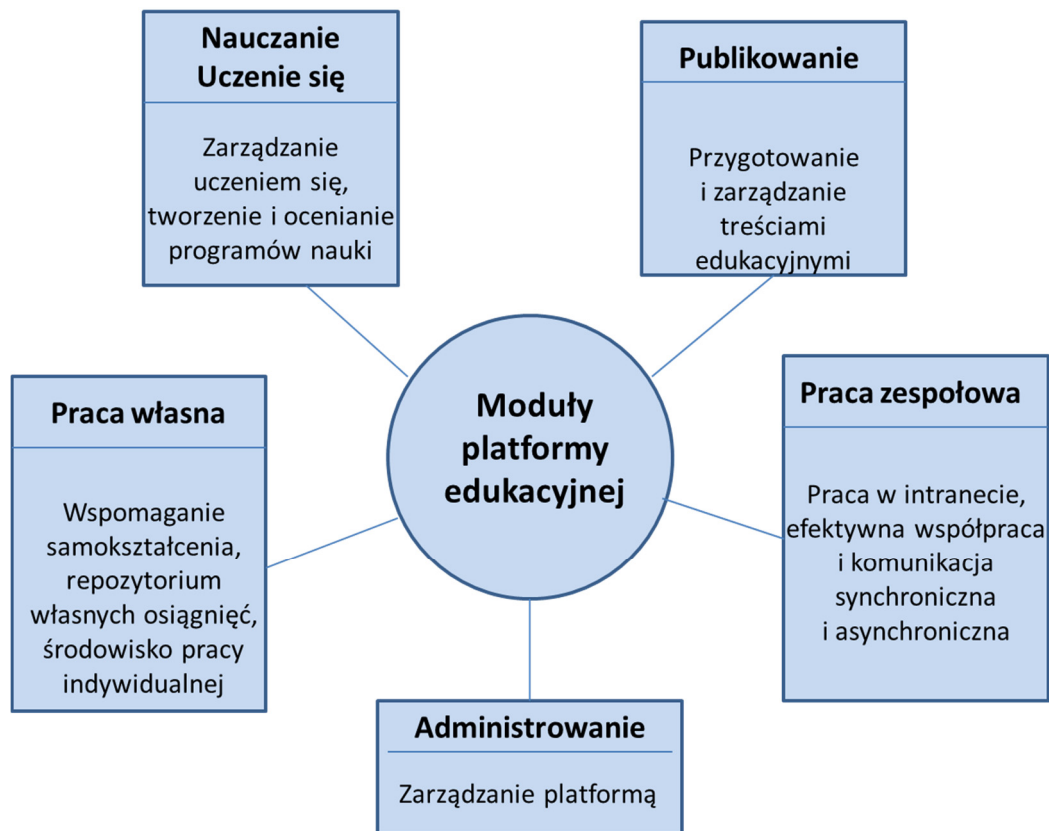 Nauczanie
Uczenie się
Zarządzanie
uczeniem się,
tworzenie i ocenianie
programów nauki
Publikowanie
Przygotowanie
i zarządzanie
treściami
edukacyjnymi
Moduły
platformy
edukacyjnej
Praca własna
Wspomaganie
samokształcenia,
repozytorium
własnych osiągnięć,
środowisko pracy
indywidualnej
Praca zespołowa
Praca w intranecie,
efektywna współpraca
i komunikacja
synchroniczna
i asynchroniczna
Administrowanie
Zarządzanie platformą